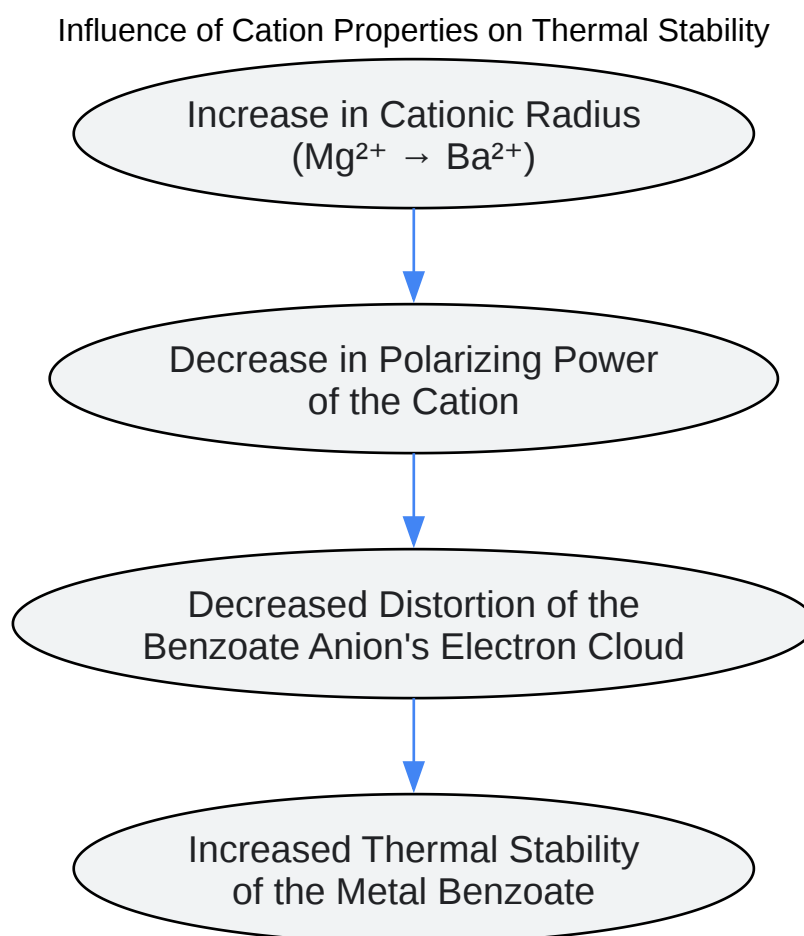 Influence of Cation Properties on Thermal Stability
Increase in Cationic Radius
(Mg²⁺ → Ba²⁺)
Decrease in Polarizing Power
of the Cation
Decreased Distortion of the
Benzoate Anion's Electron Cloud
Increased Thermal Stability
of the Metal Benzoate